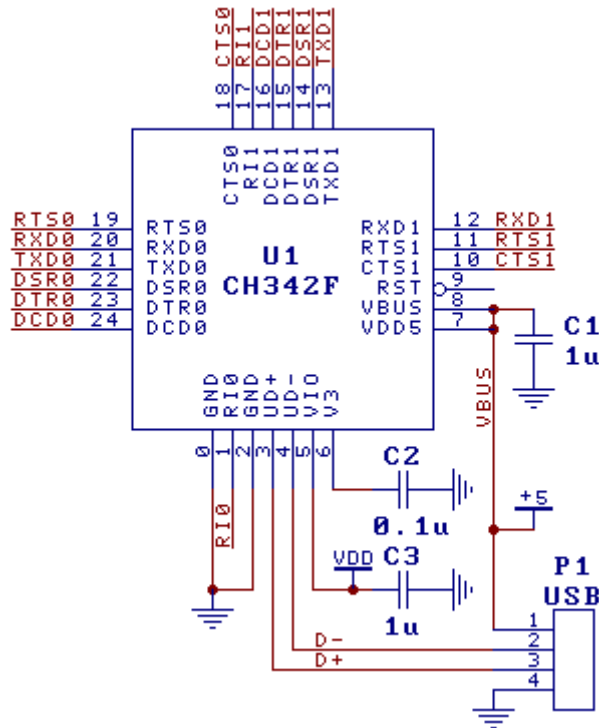 CTS0
RI1
DCD1
DTR1
DSR1
TXD1
18
17
16
15
14
13
CTS0
RI1
DCD1
DTR1
DSR1
TXD1
RTS0 19 RTS0
RXD0 20 RXD0
TXD0 21 TXD0
DSR0 22 DSR0
DTR0 23 DTR0
DCD0 24 DCD0
U1
CH342F
RXD1 12 RXD1
RTS1 11 RTS1
CTS1 10 CTS1
RST 9
VBUS 8
VDD5 7
C1
1u
VBUS
GND
RI0
GND
UD+
UD-
VIO
V3
0
1
2
3
4
5
6
RI0
C2
0.1u
VDD
C3
1u
+5
P1
USB
1
D- 2
D+ 3
4